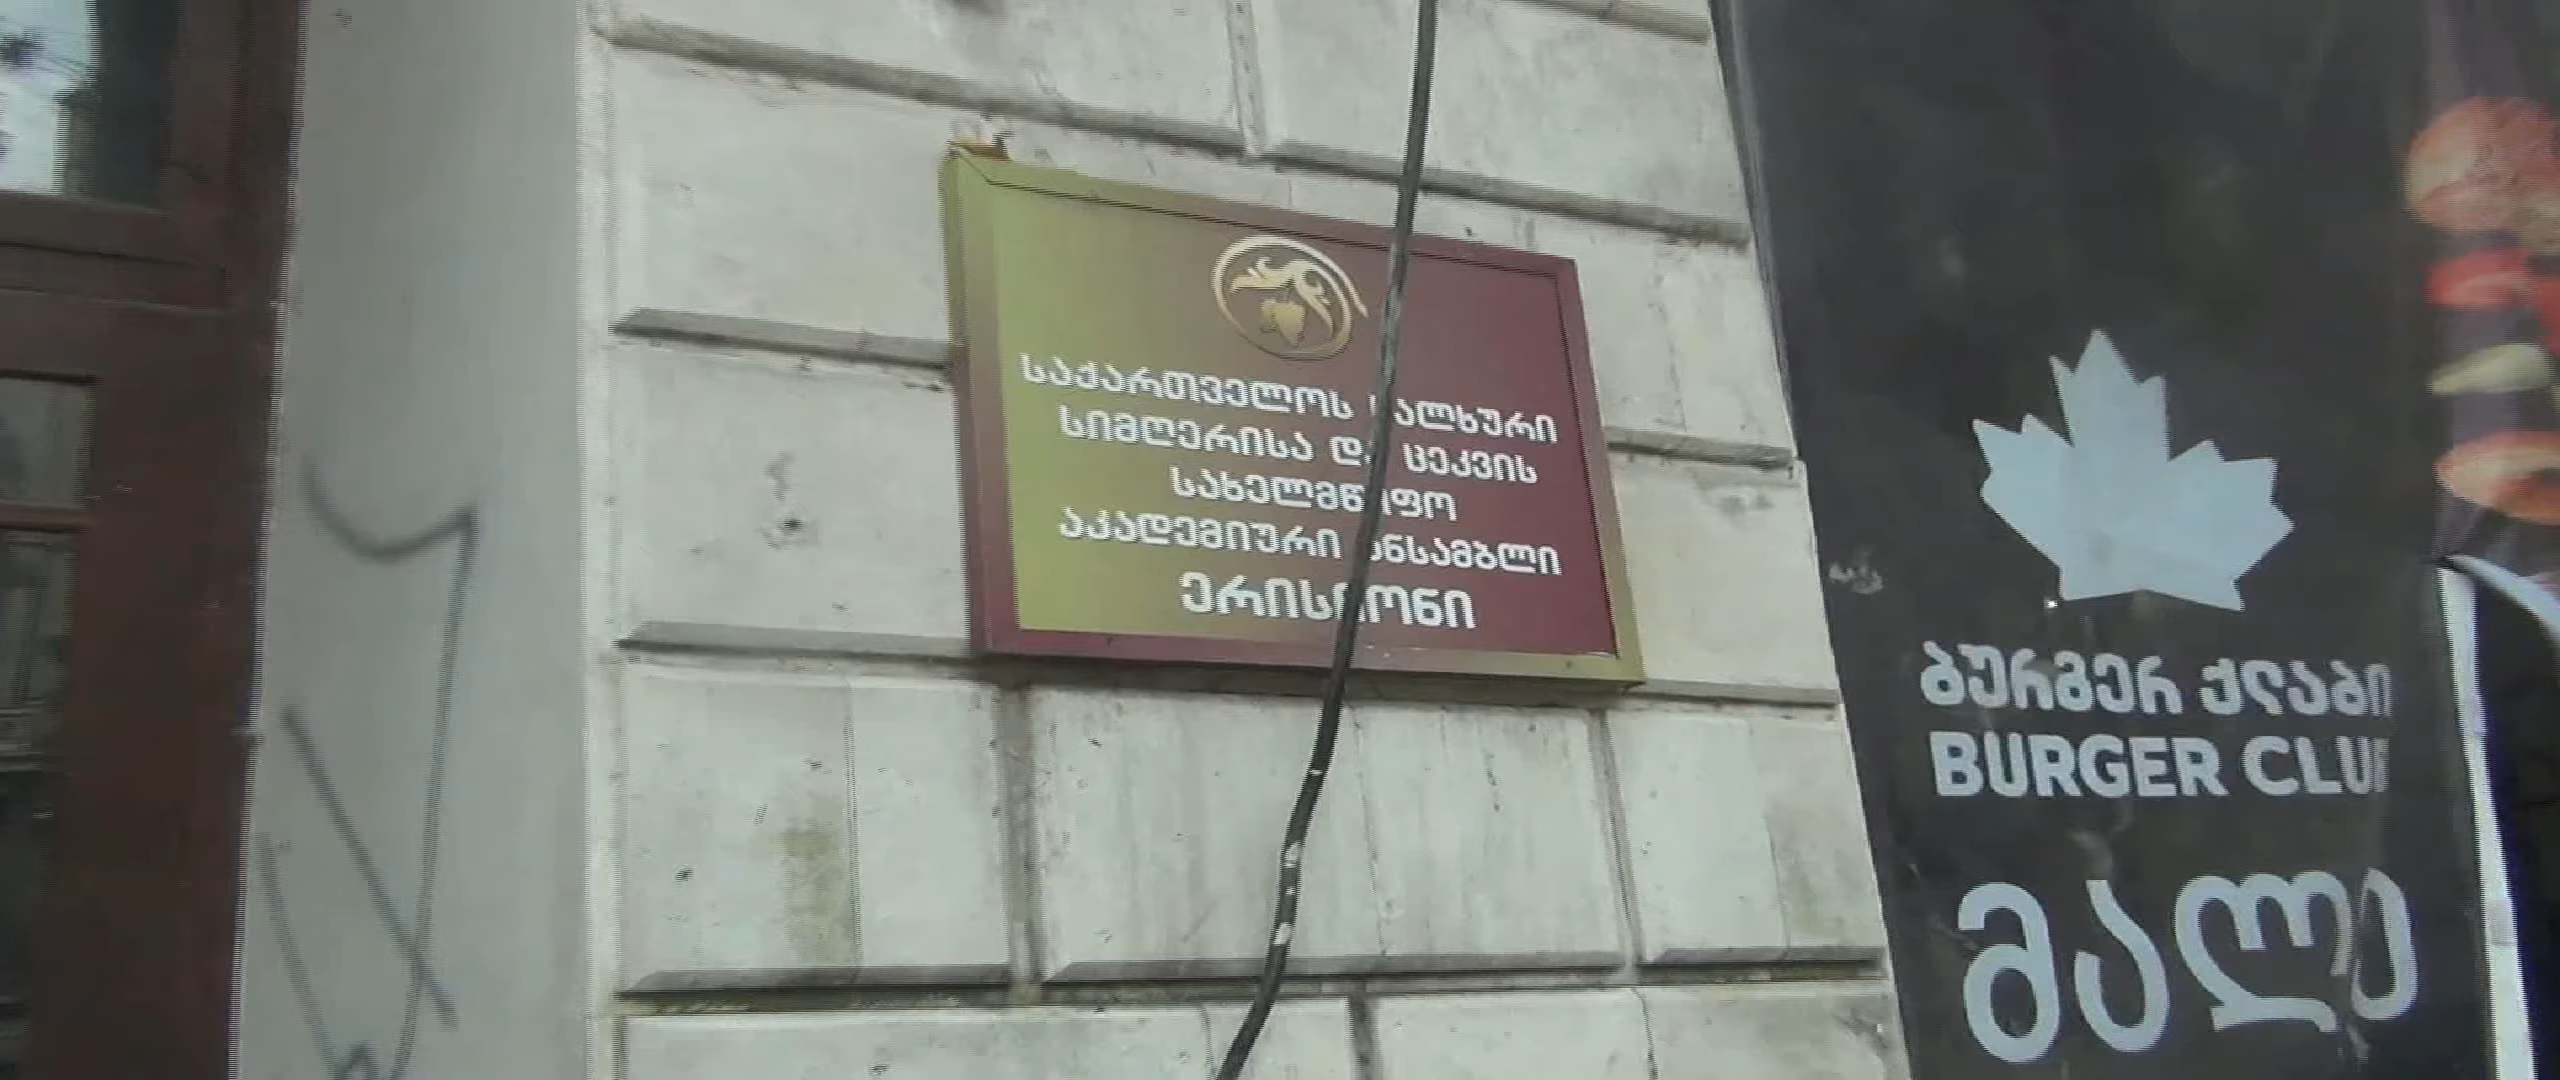 საქართველოს ხალხური
სიმღერისა და ცეკვის
სახელმწიფო
აკადემიური ანსამბლი
ერისიონი
ბურგერ ქლაბი
BURGER CLUB
მალე